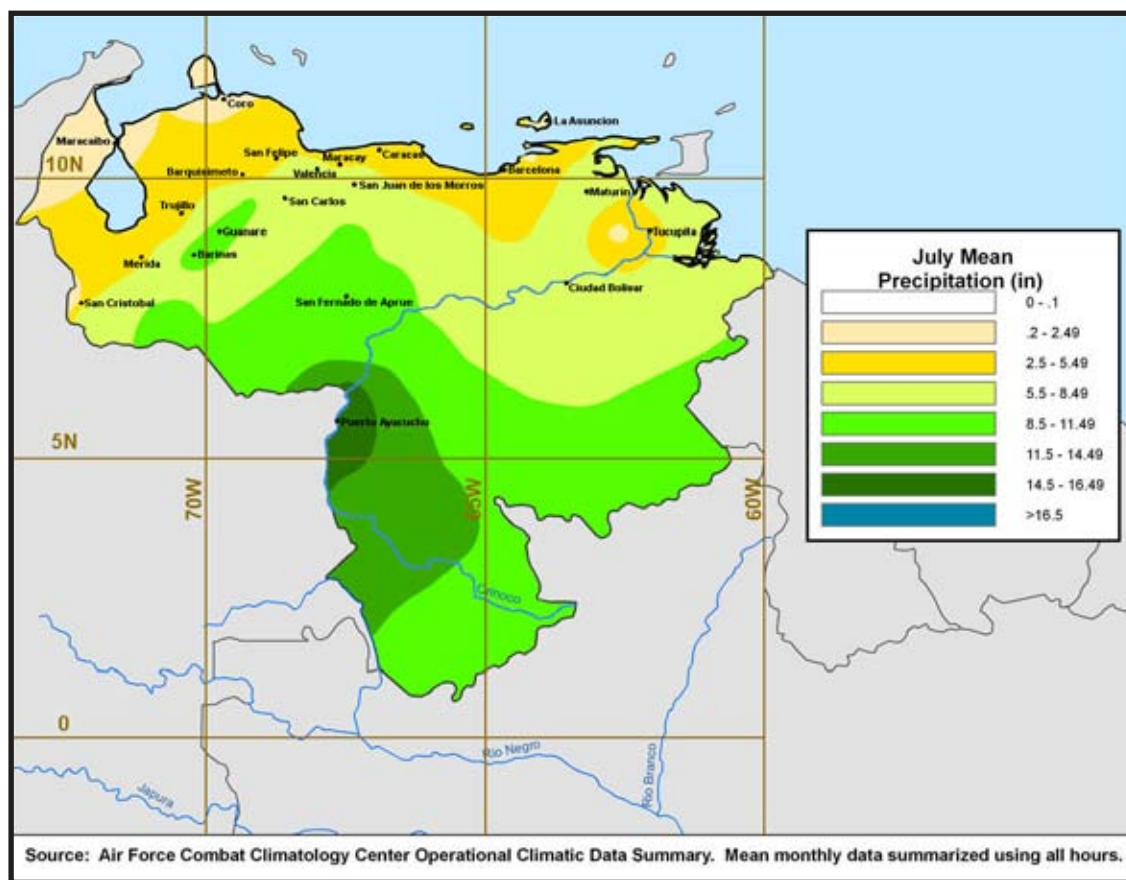 Coro
La Asuncion
Maracaibo
10N
San Felipe
Maracay
Caracas
Barquisimeto
Valencia
Barcelona
San Juan de los Morros
Maturin
Trujillo
San Carlos
Guanare
Tucupila
Barinas
Merida
San Cristobal
San Fernado de Aprue
Ciudad Bolivar
July Mean
Precipitation (in)
0 - .1
.2 - 2.49
2.5 - 5.49
5.5 - 8.49
8.5 - 11.49
11.5 - 14.49
14.5 - 16.49
>16.5
Puerto Ayacucho
5N
70W
65W
60W
Orinoco
0
Rio Negro
Rio Branco
Japura
Source: Air Force Combat Climatology Center Operational Climatic Data Summary. Mean monthly data summarized using all hours.